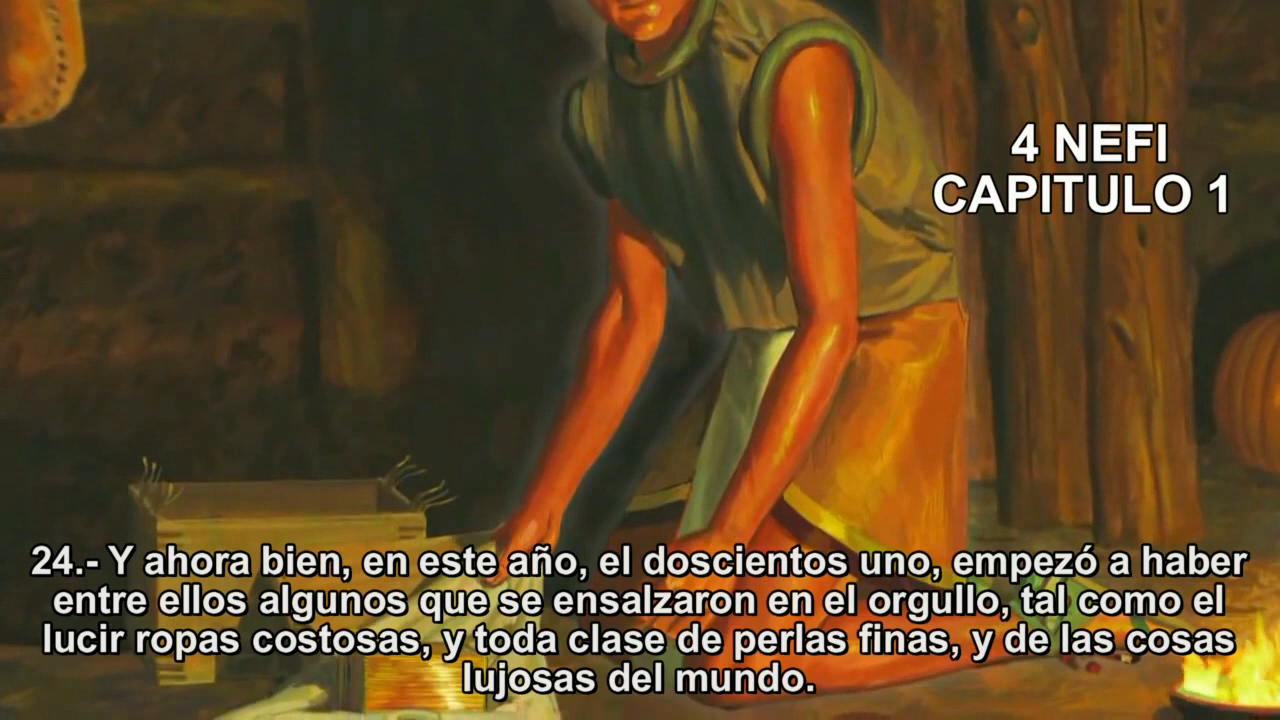 4 NEFI
CAPITULO 1
24.- Y ahora bien, en este año, el doscientos uno, empezó a haber
entre ellos algunos que se ensalzaron en el orgullo, tal como el
lucir ropas costosas, y toda clase de perlas finas, y de las cosas
lujosas del mundo.